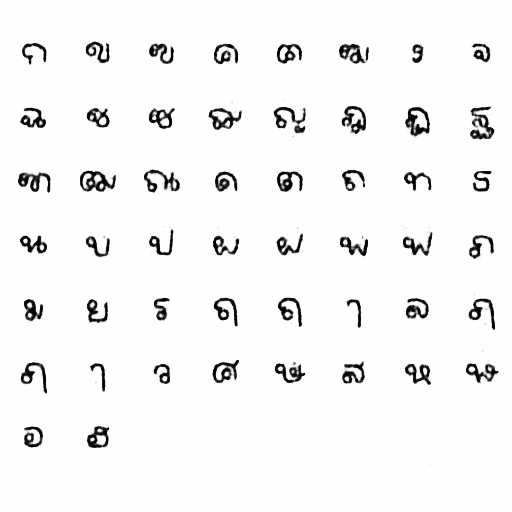 ก ข ฃ ค ฅ ฆ ง จ
ฉ ช ซ ฌ ญ ฎ ฏ ฐ
ฑ ฒ ณ ด ต ถ ท ธ
น บ ป ผ ฝ พ ฟ ภ
ม ย ร ฤ ฤ ๅ ล ฦ
ฦ ๅ ว ศ ษ ส ห ฬ
อ ฮ